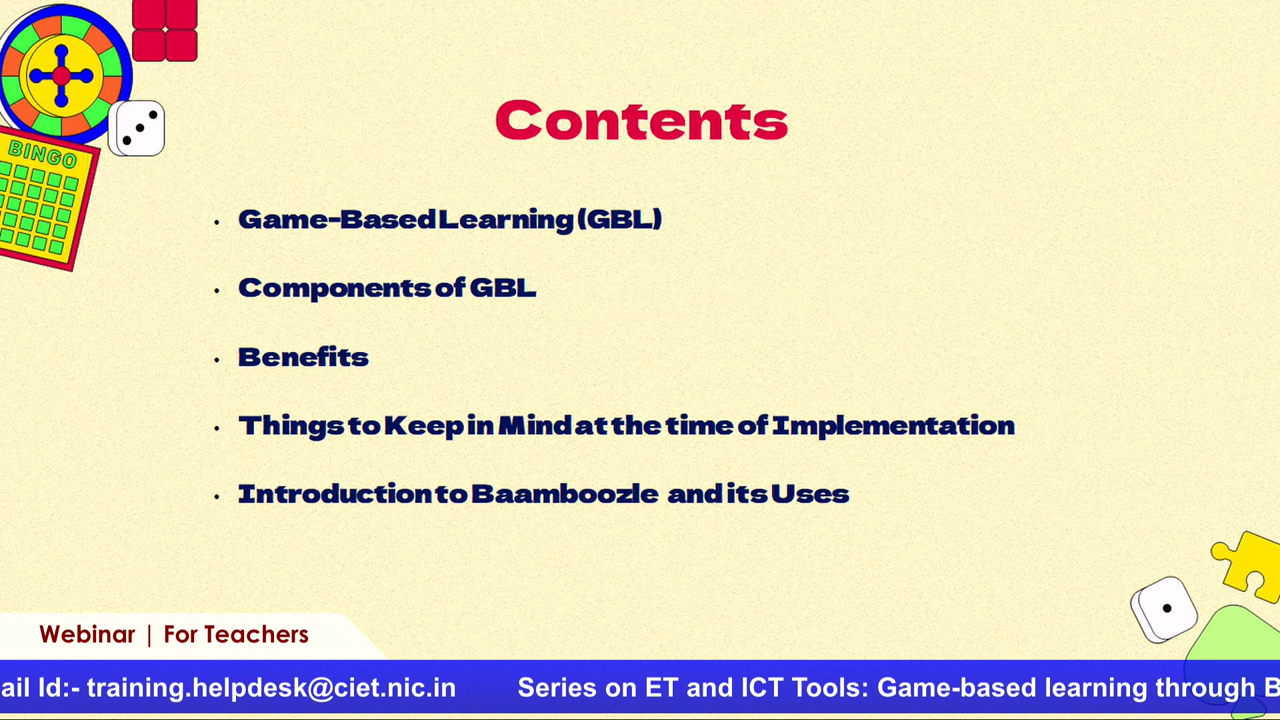 BINGO
Contents
• Game-Based Learning (GBL)
• Components of GBL
• Benefits
• Things to Keep in Mind at the time of Implementation
• Introduction to Baamboozle and its Uses
Webinar | For Teachers
ail Id:- training.helpdesk@ciet.nic.in Series on ET and ICT Tools: Game-based learning through B